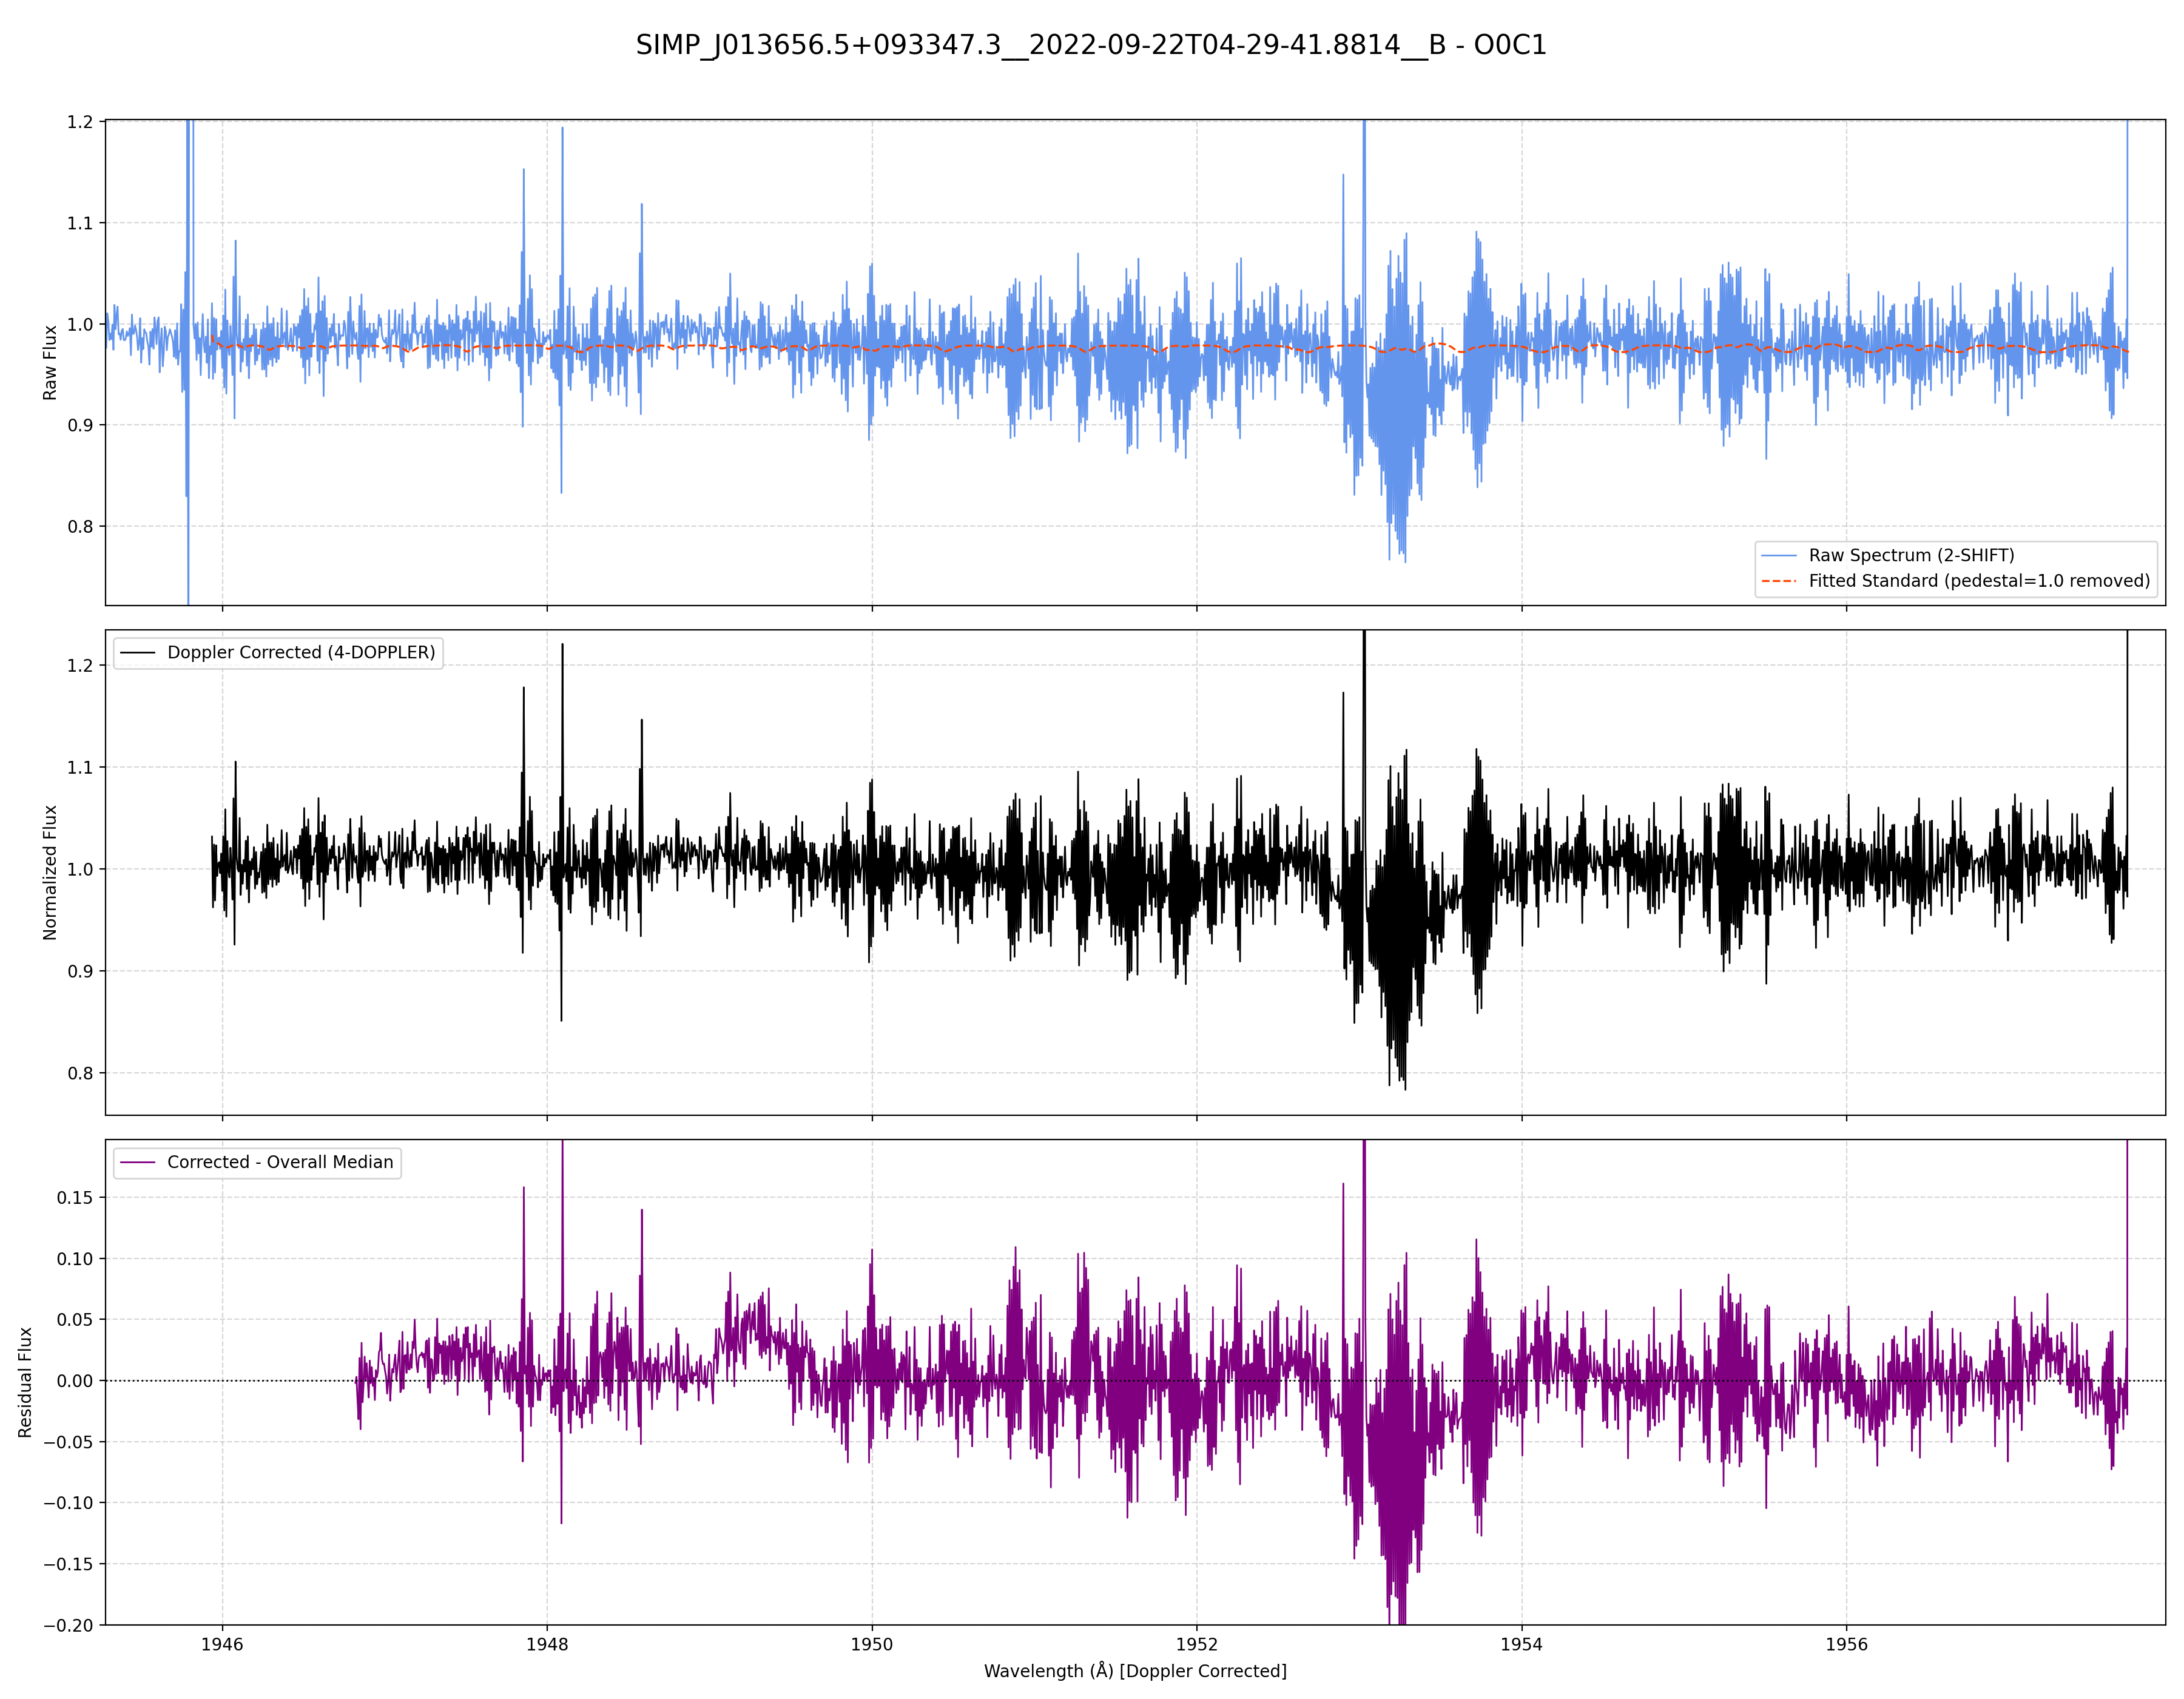 SIMP_J013656.5+093347.3__2022-09-22T04-29-41.8814__B - O0C1
1.2
1.1
1.0
0.9
0.8
Raw Flux
Raw Spectrum (2-SHIFT)
Fitted Standard (pedestal=1.0 removed)
Doppler Corrected (4-DOPPLER)
1.2
1.1
1.0
0.9
0.8
Normalized Flux
Corrected - Overall Median
0.15
0.10
0.05
0.00
−0.05
−0.10
−0.15
−0.20
Residual Flux
1946 1948 1950 1952 1954 1956
Wavelength (Å) [Doppler Corrected]